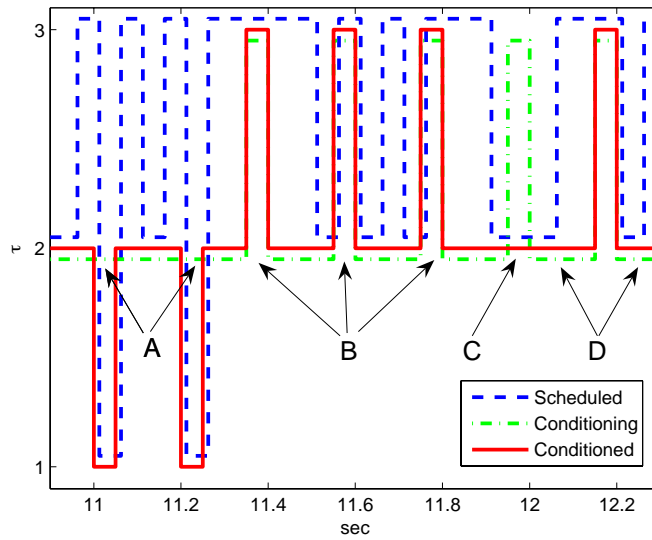 3
2
1
τ
A
B
C
D
Scheduled
Conditioning
Conditioned
11 11.2 11.4 11.6 11.8 12 12.2
sec